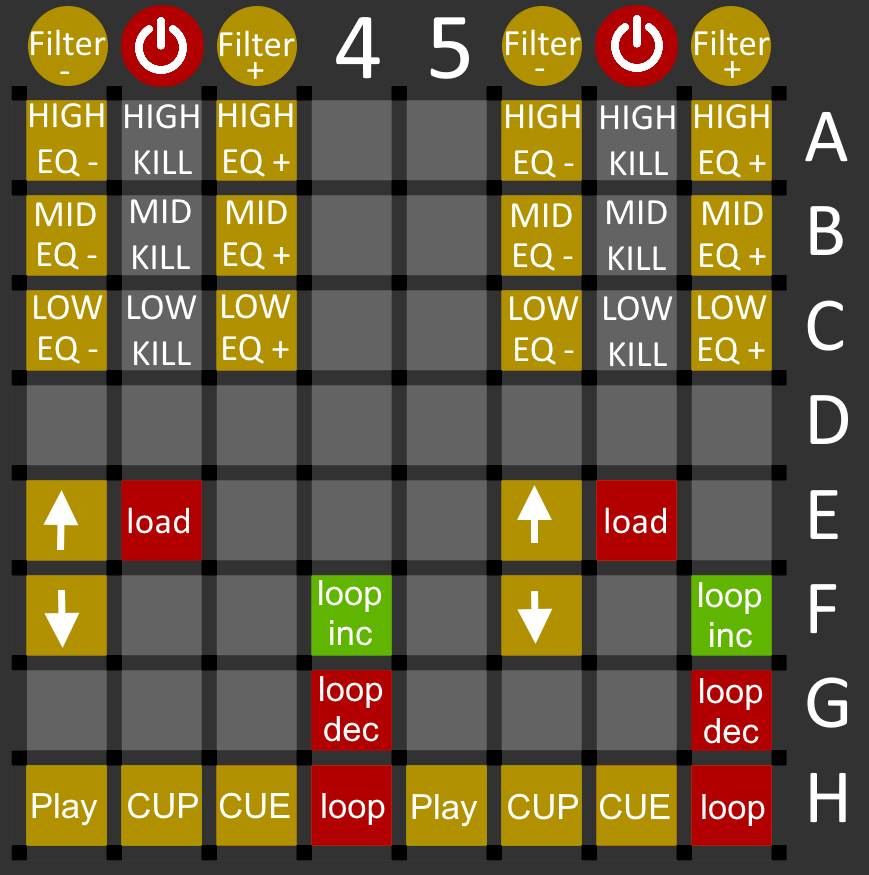 Filter - Filter + 4 5 Filter - Filter +
HIGH EQ - HIGH KILL HIGH EQ + HIGH EQ - HIGH KILL HIGH EQ + A
MID EQ - MID KILL MID EQ + MID EQ - MID KILL MID EQ + B
LOW EQ - LOW KILL LOW EQ + LOW EQ - LOW KILL LOW EQ + C
D
load load E
loop inc loop inc F
loop dec loop dec G
Play CUP CUE loop Play CUP CUE loop H